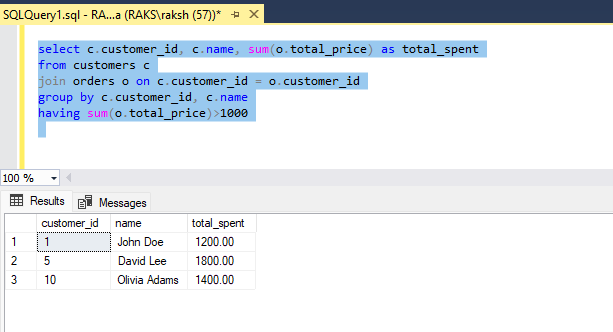 SQLQuery1.sql - RA...a (RAKS\raksh (57))*
select c.customer_id, c.name, sum(o.total_price) as total_spent
from customers c
join orders o on c.customer_id = o.customer_id
group by c.customer_id, c.name
having sum(o.total_price)>1000
100 %
Results Messages
customer_id name total_spent
1 1 John Doe 1200.00
2 5 David Lee 1800.00
3 10 Olivia Adams 1400.00